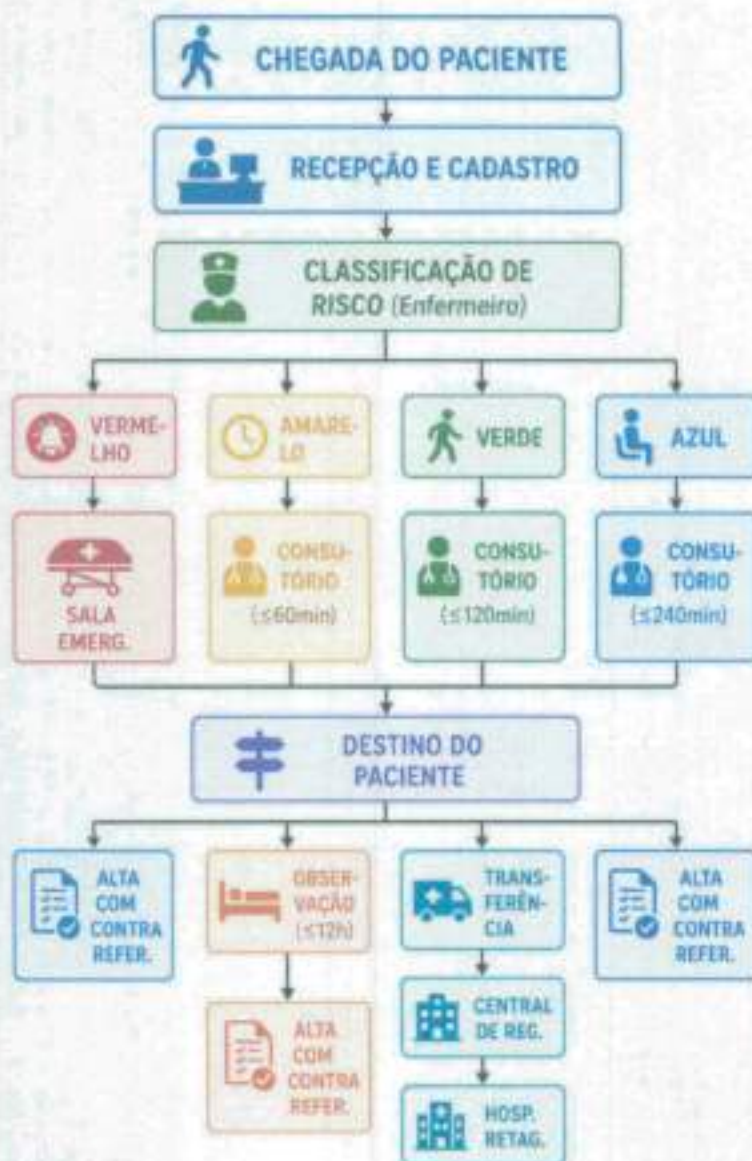 CHEGADA DO PACIENTE
RECEPÇÃO E CADASTRO
CLASSIFICAÇÃO DE
RISCO (Enfermeiro)
VERME-
LHO
AMARE-
LO
VERDE
AZUL
SALA
EMERG.
CONSU-
TÓRIO
(≤60min)
CONSU-
TÓRIO
(≤120min)
CONSU-
TÓRIO
(≤240min)
DESTINO DO
PACIENTE
ALTA
COM
CONTRA
REFER.
OBSER-
VAÇÃO
(≤12h)
ALTA
COM
CONTRA
REFER.
TRANS-
FERÊN-
CIA
CENTRAL
DE REG.
HOSP.
RETAG.
ALTA
COM
CONTRA
REFER.